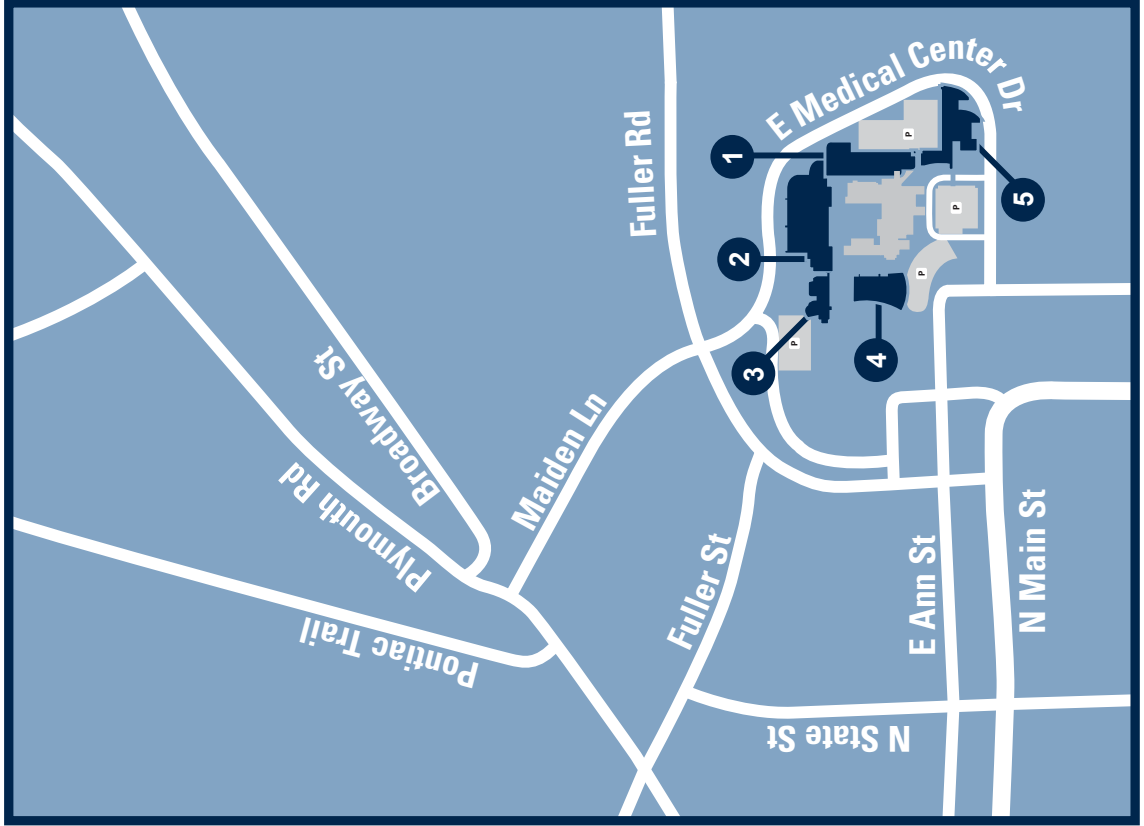 E Medical Center Dr
Fuller Rd
1
2
3
4
5
P
P
P
P
Broadway St
Plymouth Rd
Maiden Ln
Pontiac Trail
Fuller St
E Ann St
N Main St
N State St